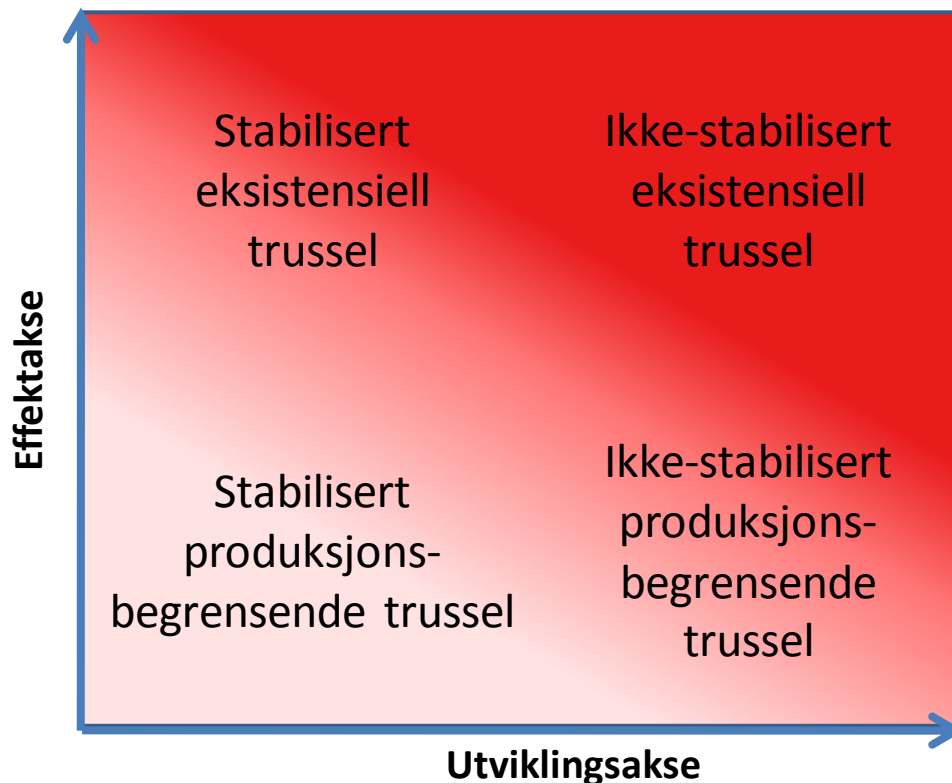 Stabilisert
eksistensiell
trussel
Ikke-stabilisert
eksistensiell
trussel
Effektakse
Stabilisert
produksjons-
begrensende trussel
Ikke-stabilisert
produksjons-
begrensende
trussel
Utviklingsakse